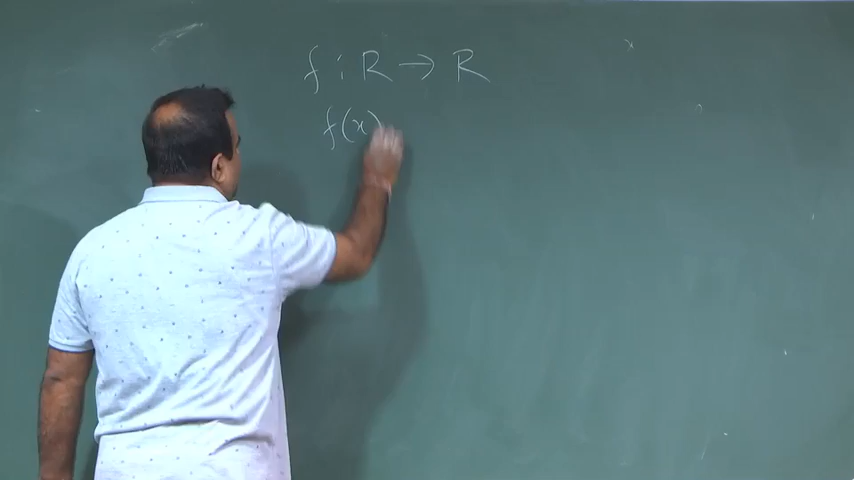 f : R → R
f(x)